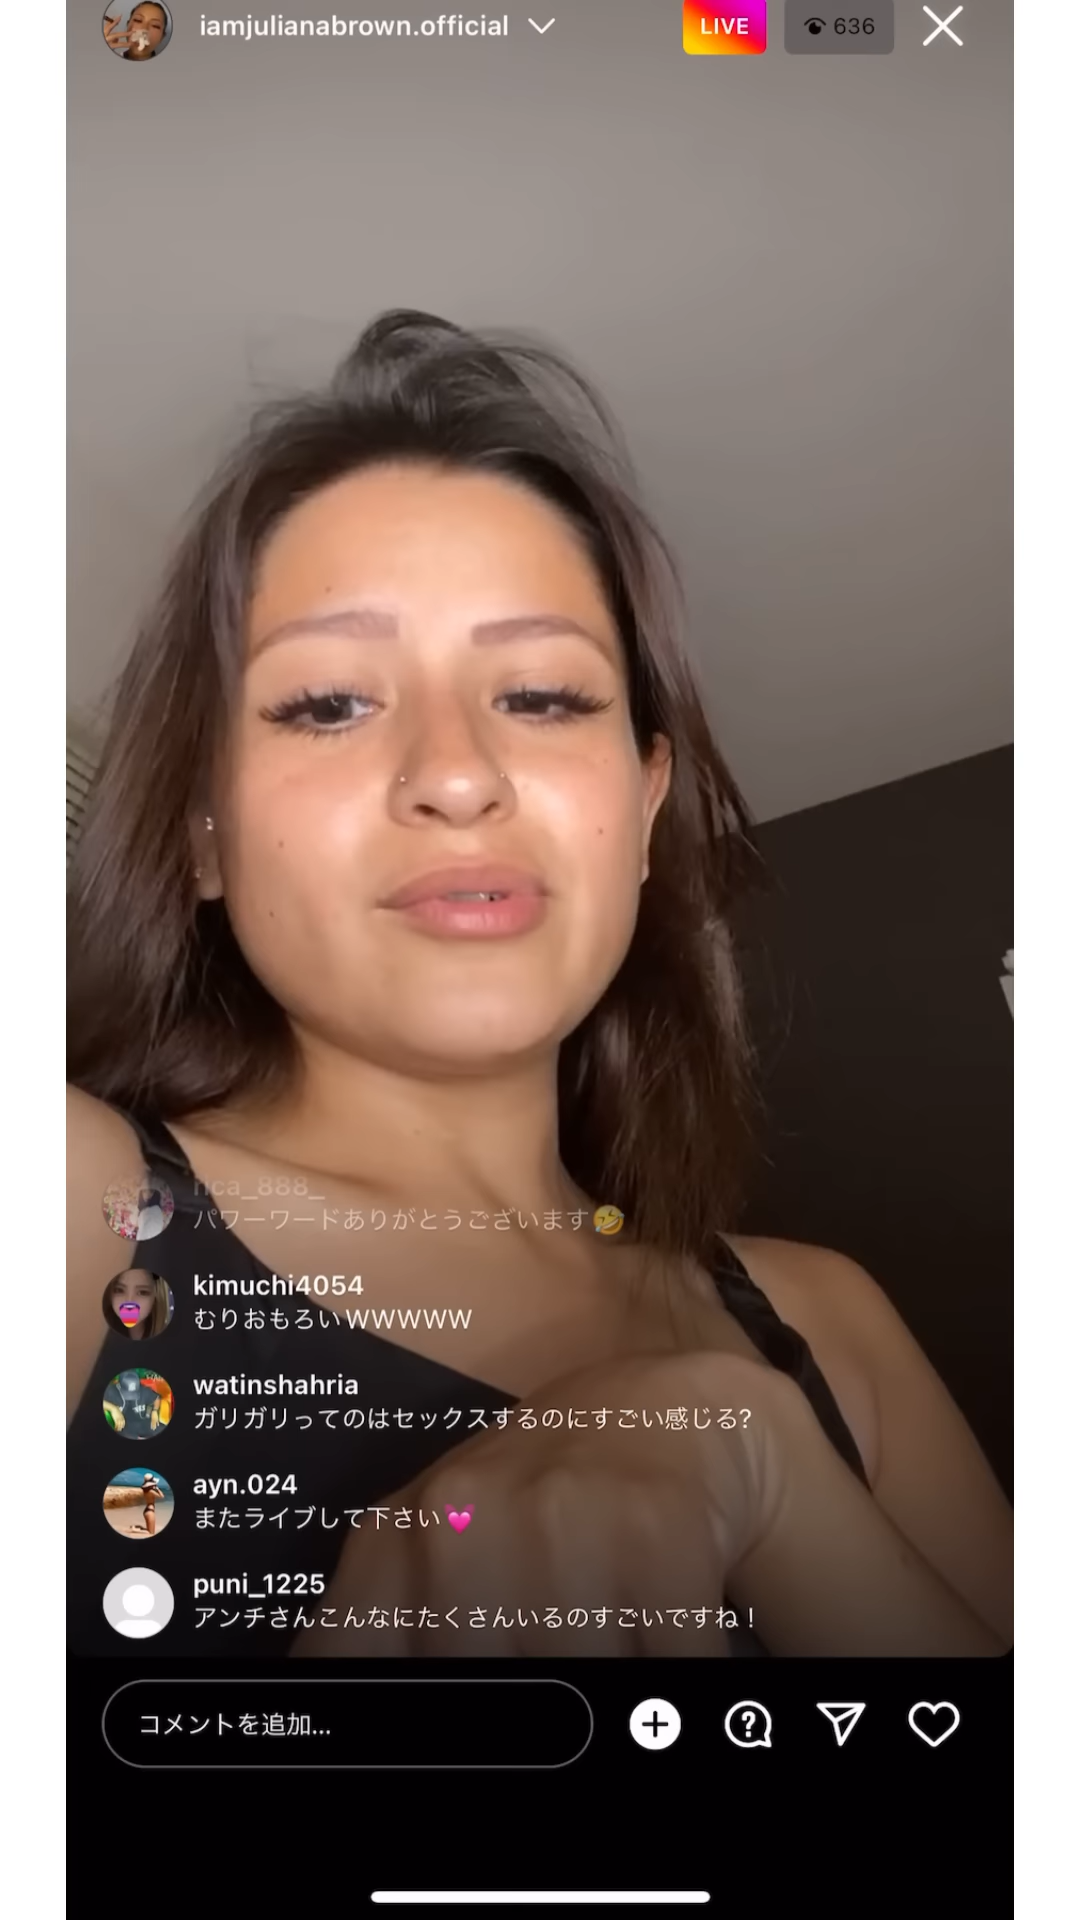 iamjulianabrown.official
LIVE
636
rica_888_
パワーワードありがとうございます🤣
kimuchi4054
むりおもろいWWWWW
watinshahria
ガリガリってのはセックスするのにすごい感じる?
ayn.024
またライブして下さい💓
puni_1225
アンチさんこんなにたくさんいるのすごいですね！
コメントを追加...